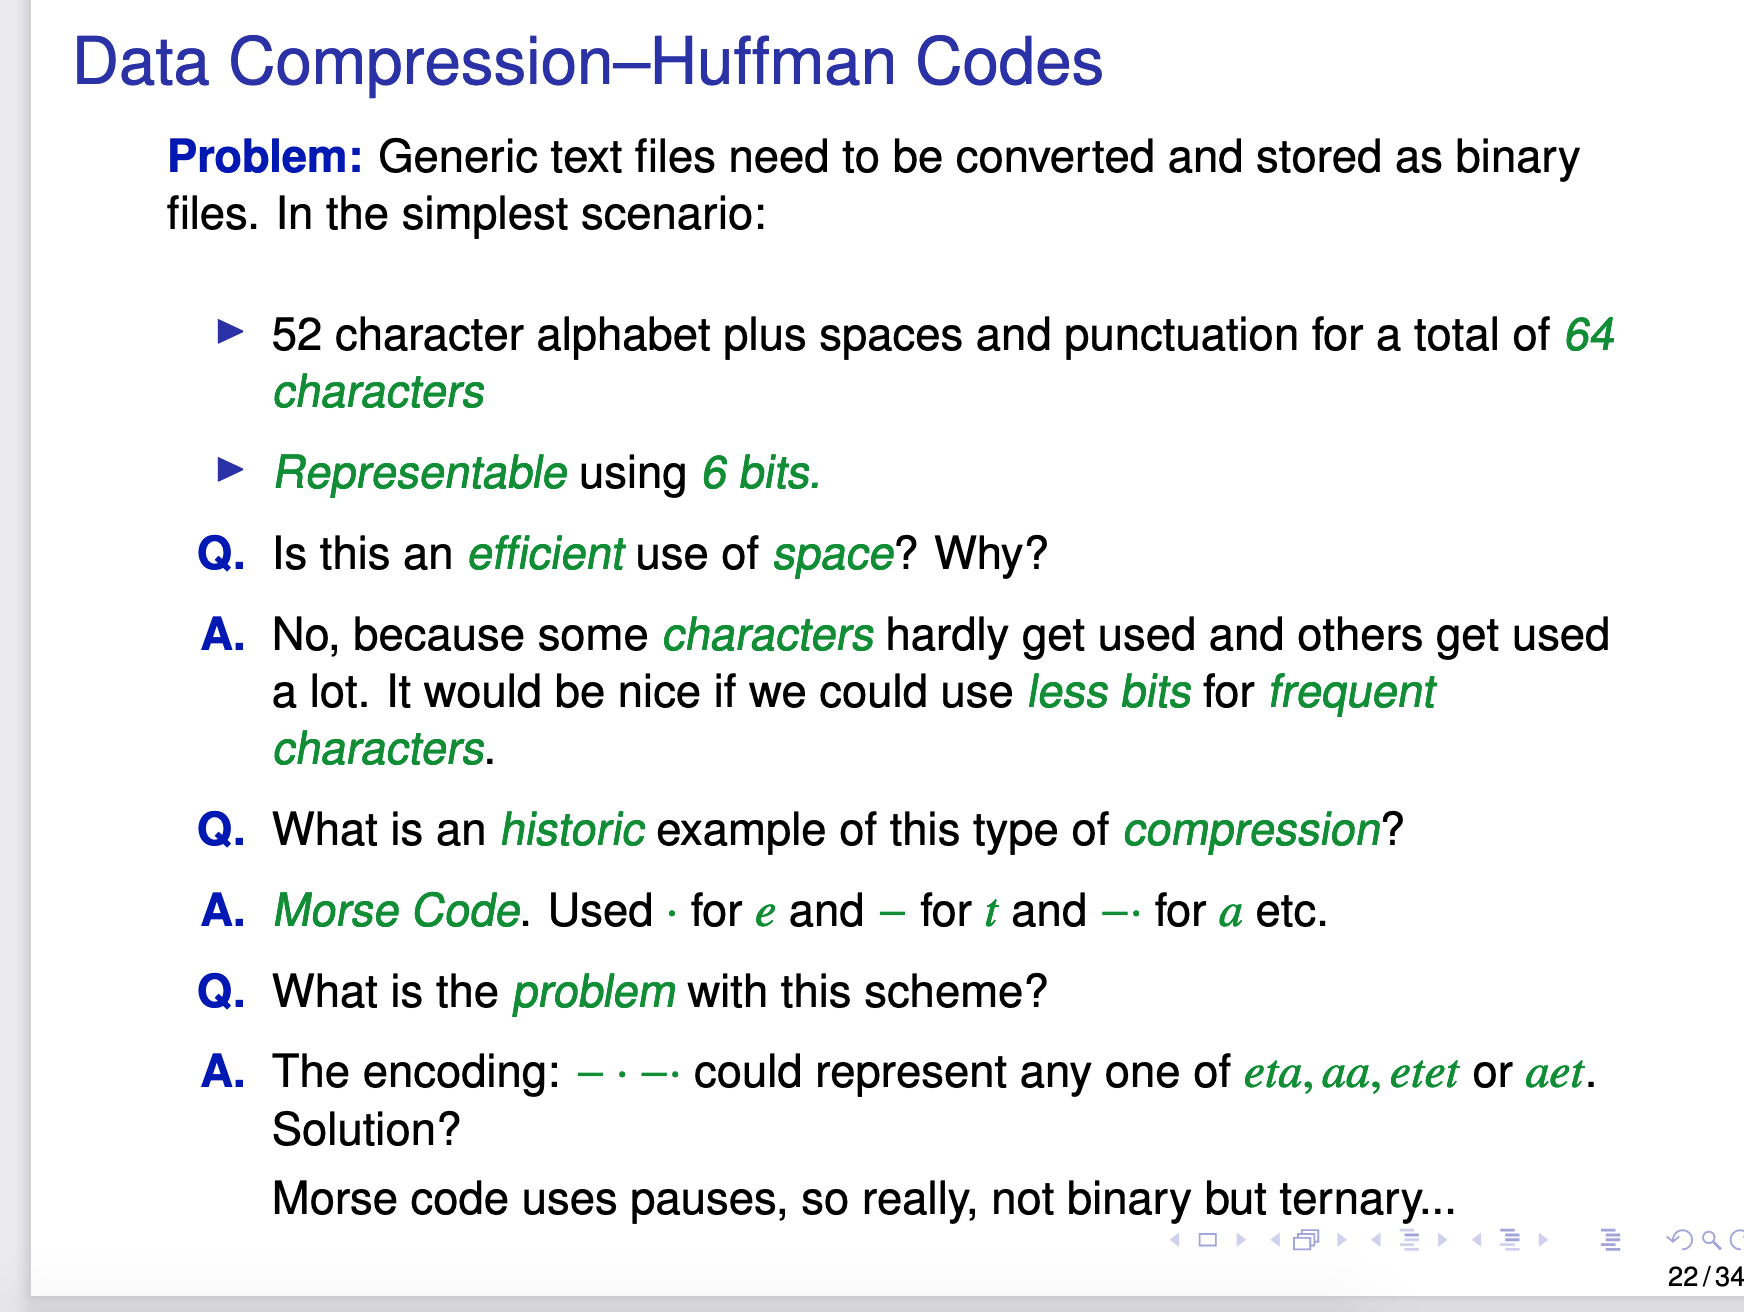 Data Compression–Huffman Codes
Problem: Generic text files need to be converted and stored as binary
files. In the simplest scenario:
▶ 52 character alphabet plus spaces and punctuation for a total of 64
characters
▶ Representable using 6 bits.
Q. Is this an efficient use of space? Why?
A. No, because some characters hardly get used and others get used
a lot. It would be nice if we could use less bits for frequent
characters.
Q. What is an historic example of this type of compression?
A. Morse Code. Used · for e and – for t and –· for a etc.
Q. What is the problem with this scheme?
A. The encoding: – · –· could represent any one of eta, aa, etet or aet.
Solution?
Morse code uses pauses, so really, not binary but ternary...
22/34